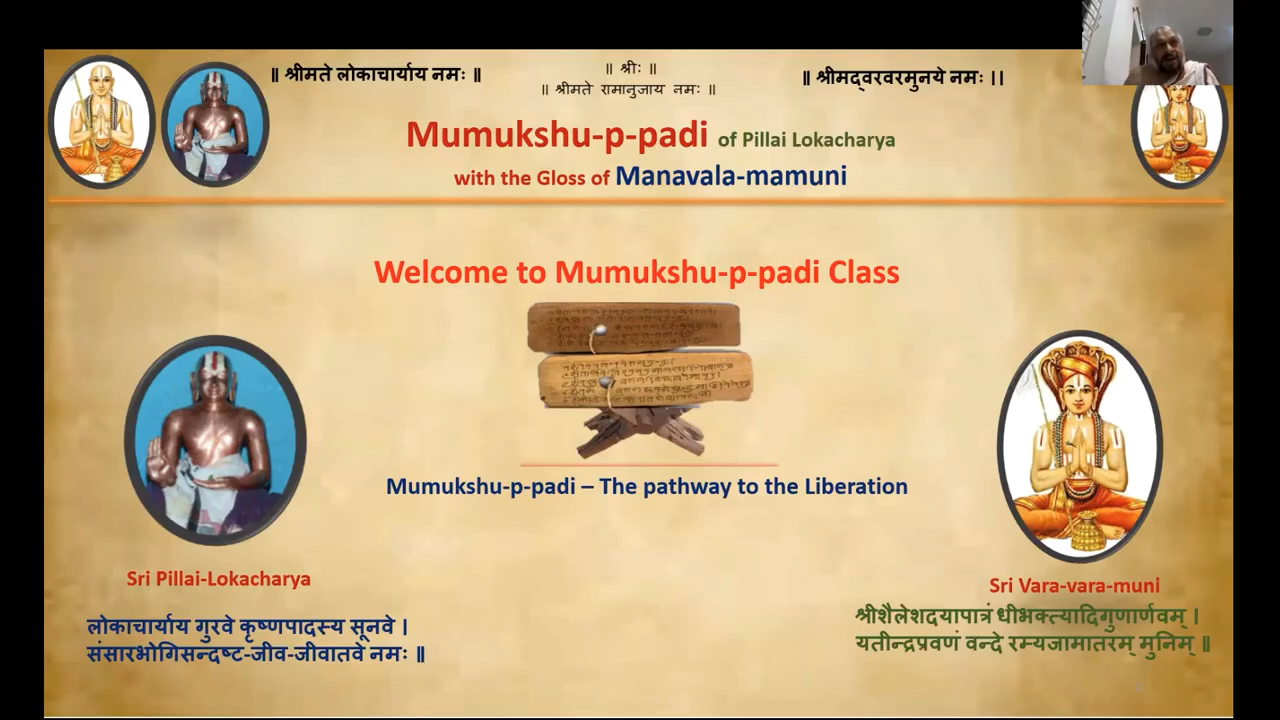 ॥ श्रीमते लोकाचार्याय नमः ॥
॥ श्रीः ॥
॥ श्रीमते रामानुजाय नमः ॥
॥ श्रीमद्वरवरमुनये नमः ।।
Mumukshu-p-padi of Pillai Lokacharya
with the Gloss of Manavala-mamuni
Welcome to Mumukshu-p-padi Class
Mumukshu-p-padi – The pathway to the Liberation
Sri Pillai-Lokacharya
लोकाचार्याय गुरवे कृष्णपादस्य सूनवे ।
संसारभोगिसन्दष्ट-जीव-जीवातवे नमः ॥
Sri Vara-vara-muni
श्रीशैलेशदयापात्रं धीभक्त्यादिगुणार्णवम् ।
यतीन्द्रप्रवणं वन्दे रम्यजामातरम् मुनिम् ॥